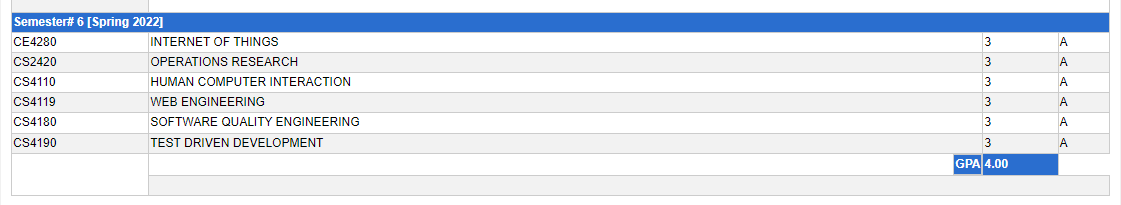 Semester# 6 [Spring 2022]
CE4280 INTERNET OF THINGS 3 A
CS2420 OPERATIONS RESEARCH 3 A
CS4110 HUMAN COMPUTER INTERACTION 3 A
CS4119 WEB ENGINEERING 3 A
CS4180 SOFTWARE QUALITY ENGINEERING 3 A
CS4190 TEST DRIVEN DEVELOPMENT 3 A
GPA 4.00